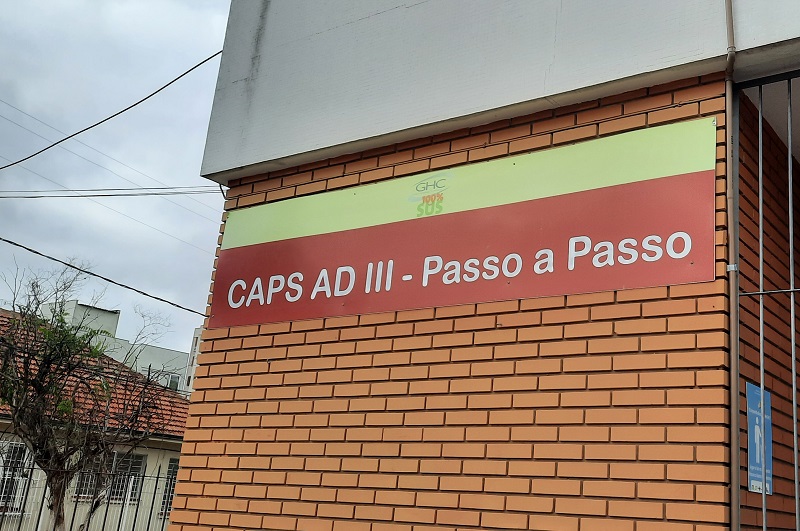 GHC
100%
SUS
CAPS AD III - Passo a Passo